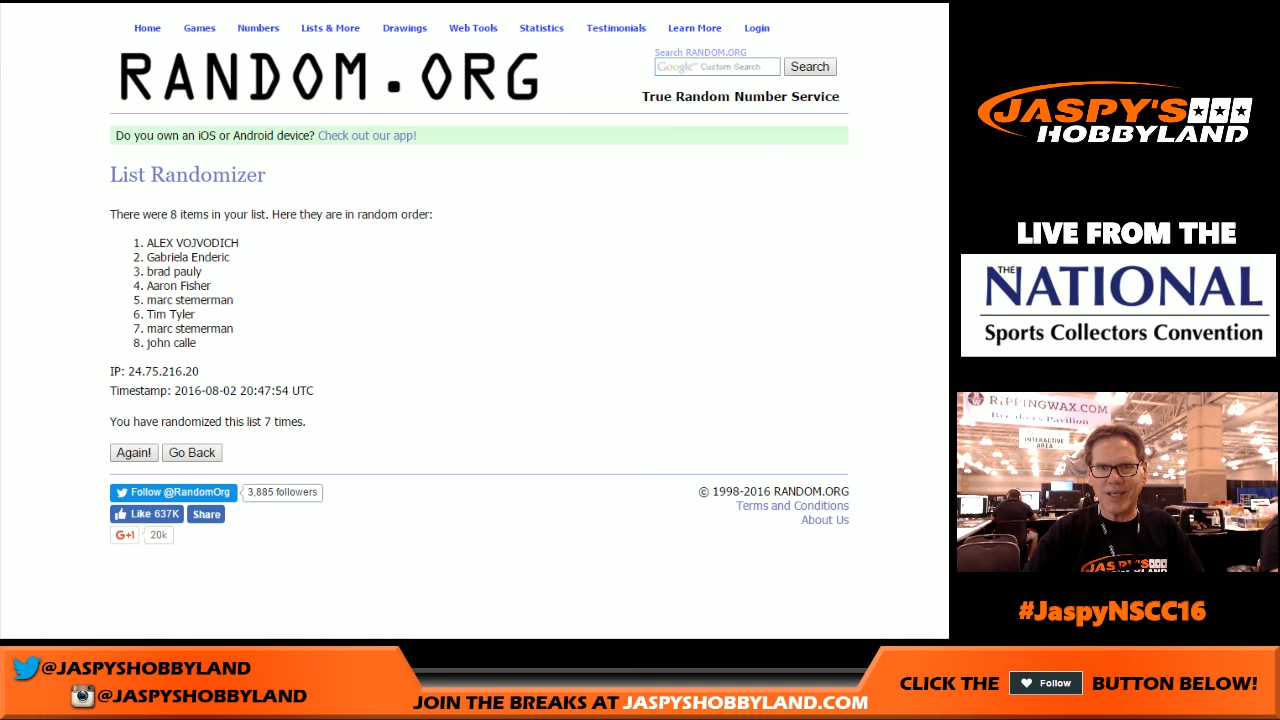 Home Games Numbers Lists & More Drawings Web Tools Statistics Testimonials Learn More Login
RANDOM.ORG
Search RANDOM.ORG
Google™ Custom Search Search
True Random Number Service
Do you own an iOS or Android device? Check out our app!
List Randomizer
There were 8 items in your list. Here they are in random order:
1. ALEX VOJVODICH
2. Gabriela Enderic
3. brad pauly
4. Aaron Fisher
5. marc stemerman
6. Tim Tyler
7. marc stemerman
8. john calle
IP: 24.75.216.20
Timestamp: 2016-08-02 20:47:54 UTC
You have randomized this list 7 times.
Again! Go Back
Follow @RandomOrg 3,885 followers
Like 637K Share
G+1 20k
© 1998-2016 RANDOM.ORG
Terms and Conditions
About Us
JASPY'S
HOBBYLAND
LIVE FROM THE
THE NATIONAL
Sports Collectors Convention
RIPPINGWAX.COM
Breakers Pavilion
INTERACTIVE
AREA
JASPY'S
#JaspyNSCC16
@JASPYSHOBBYLAND
@JASPYSHOBBYLAND
JOIN THE BREAKS AT JASPYSHOBBYLAND.COM
CLICK THE Follow BUTTON BELOW!